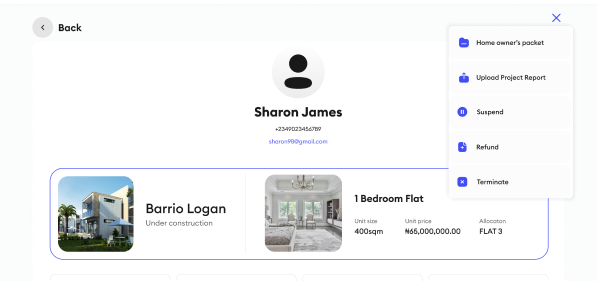 Back
Home owner's packet
Upload Project Report
Suspend
Refund
Terminate
Sharon James
+2349023456789
sharon98@gmail.com
Barrio Logan
Under construction
1 Bedroom Flat
Unit size
Unit price
Allocaton
400sqm
₦65,000,000.00
FLAT 3